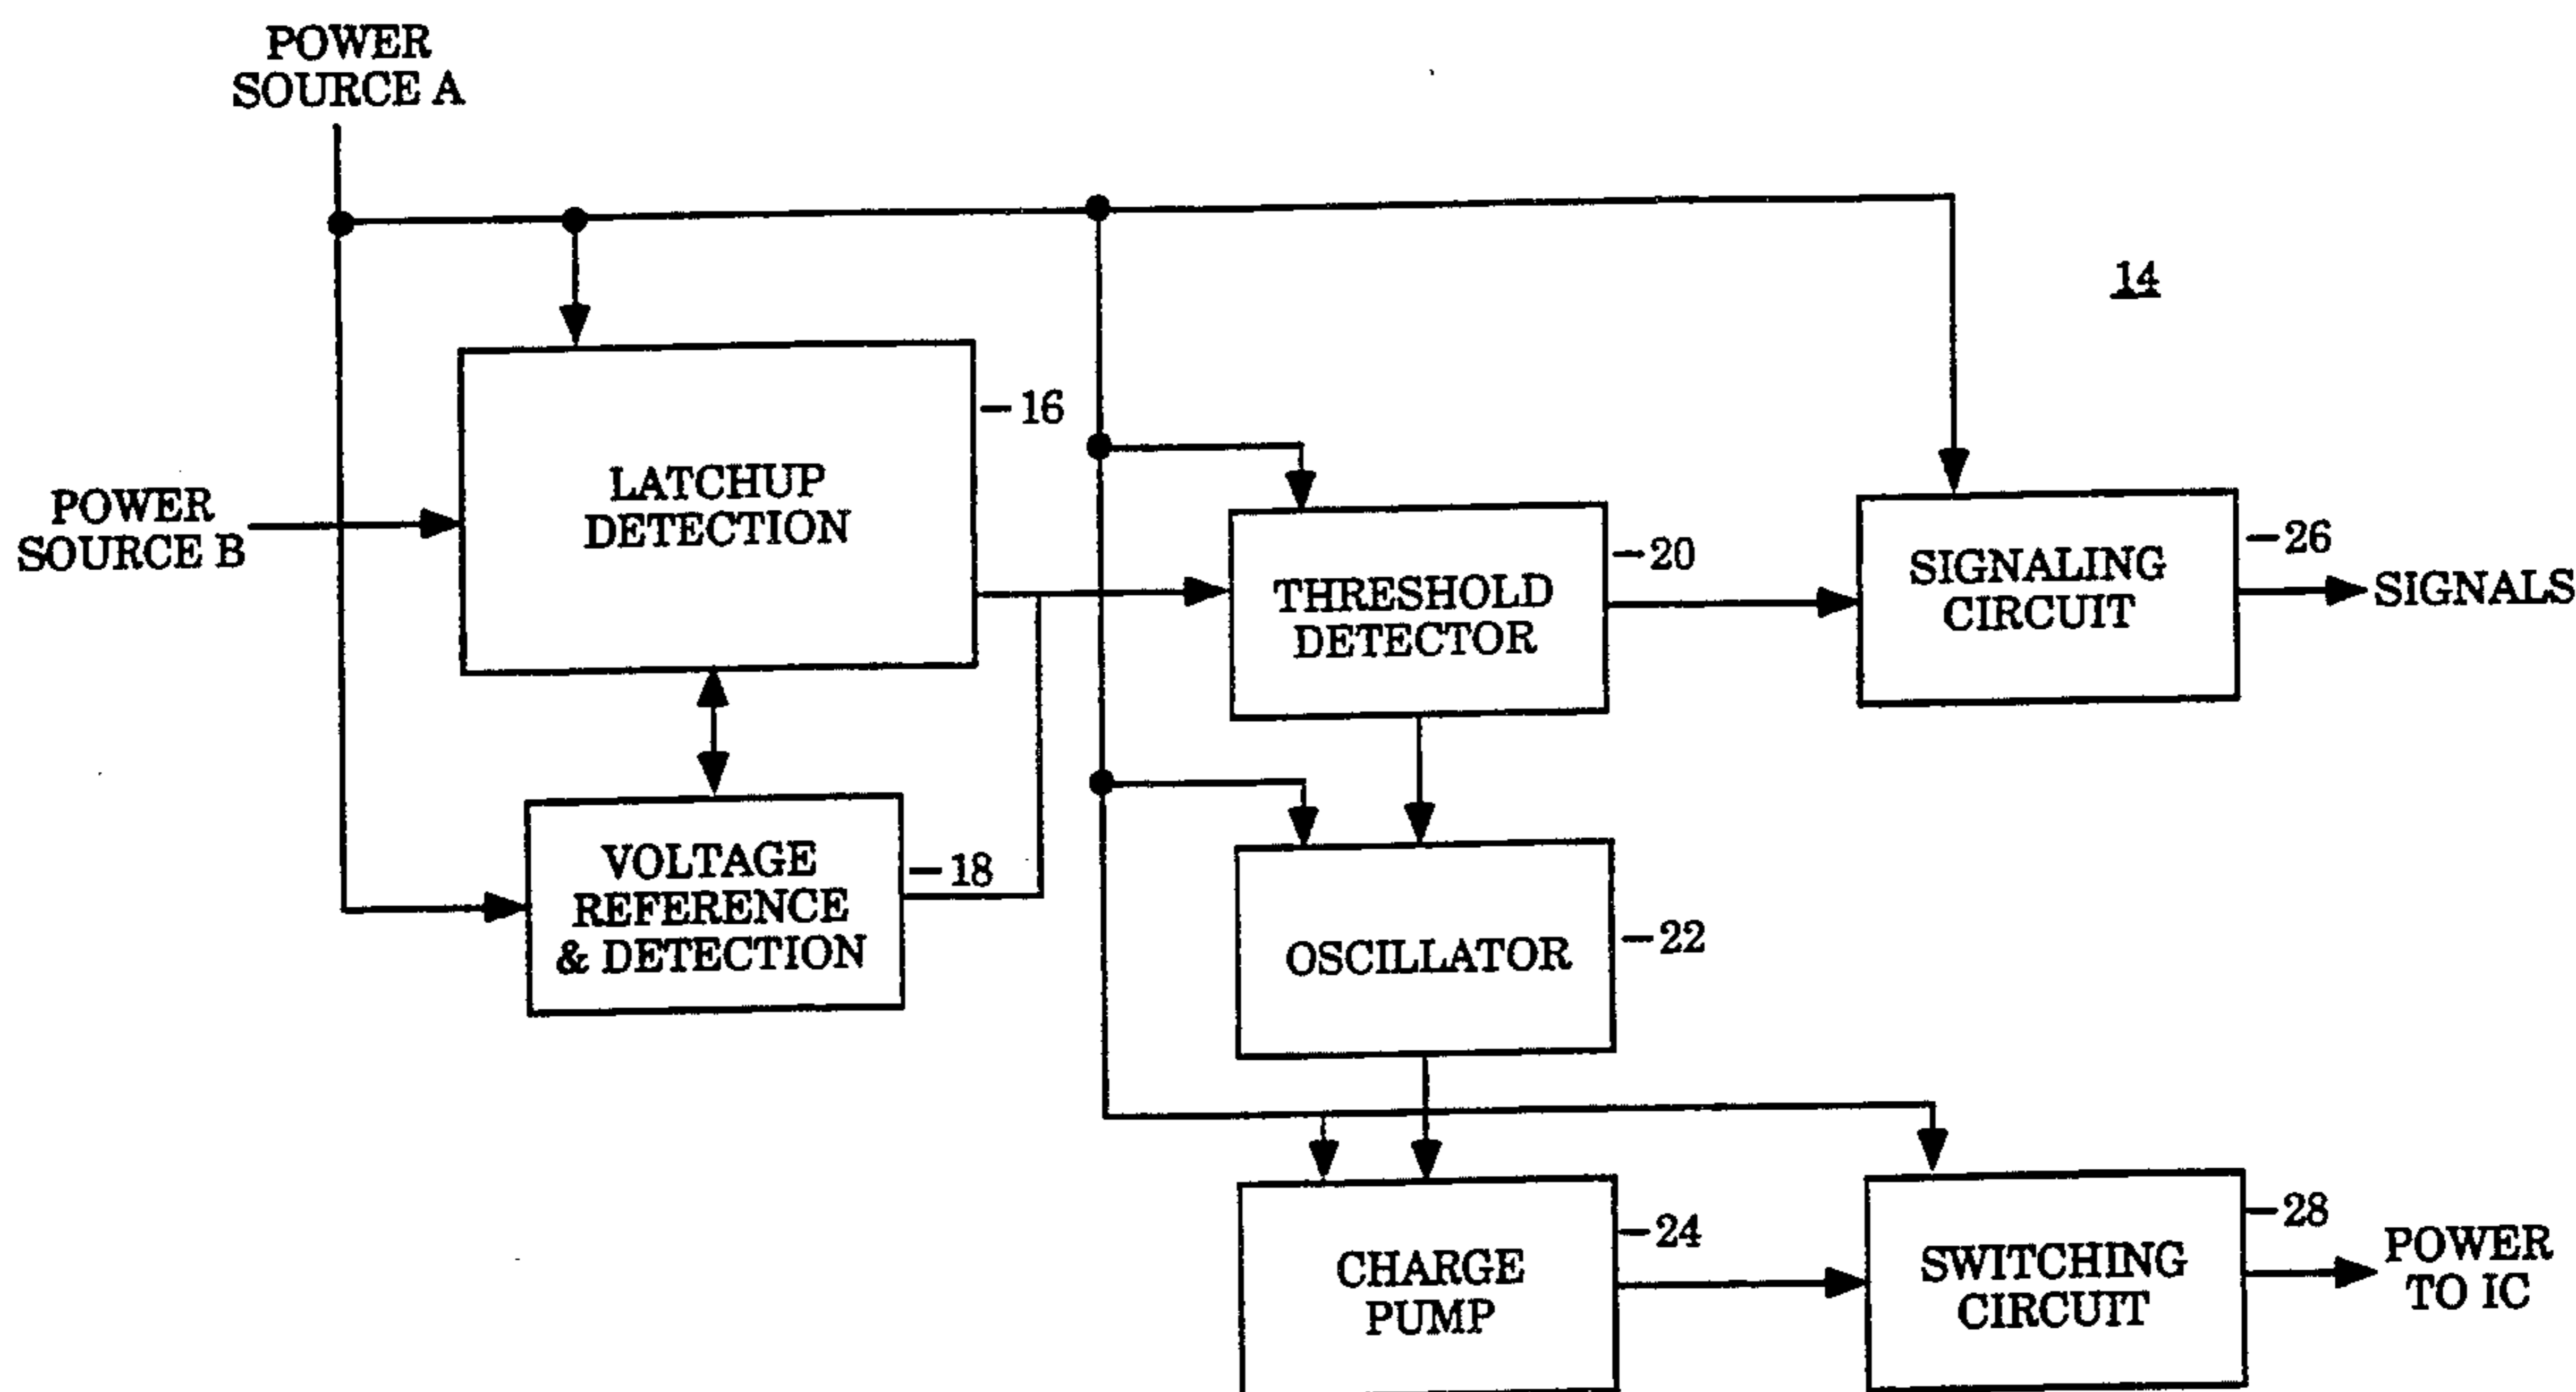 POWER
SOURCE A
14
16
LATCHUP
DETECTION
POWER
SOURCE B
20
THRESHOLD
DETECTOR
26
SIGNALING
CIRCUIT
SIGNALS
18
VOLTAGE
REFERENCE
& DETECTION
22
OSCILLATOR
24
CHARGE
PUMP
28
SWITCHING
CIRCUIT
POWER
TO IC